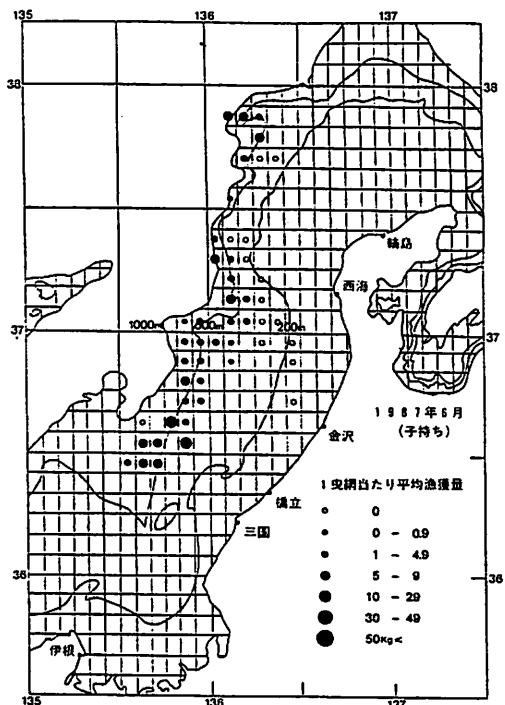 135
136
137
38
38
輪島
西海
37
1000m
500m
200m
37
1987年6月
(子持ち)
金沢
1曳網当たり平均漁獲量
0
0 - 0.9
1 - 4.9
5 - 9
10 - 29
30 - 49
50Kg<
橋立
三国
36
36
伊根
135
136
137